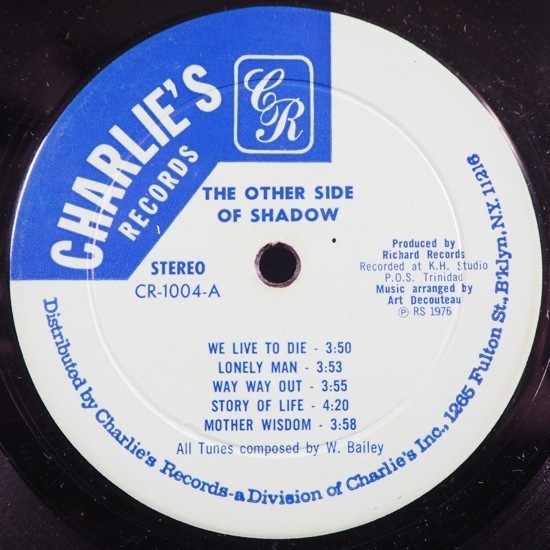 CHARLIE'S
RECORDS
CR
THE OTHER SIDE
OF SHADOW
STEREO
CR-1004-A
Produced by
Richard Records
Recorded at K.H. Studio
P.O.S. Trinidad
Music arranged by
Art Decouteau
Ⓟ RS 1976
WE LIVE TO DIE - 3:50
LONELY MAN - 3:53
WAY WAY OUT - 3:55
STORY OF LIFE - 4:20
MOTHER WISDOM - 3:58
All Tunes composed by W. Bailey
Distributed by Charlie's Records-a Division of Charlie's Inc., 1265 Fulton St., B'klyn, N.Y. 11216